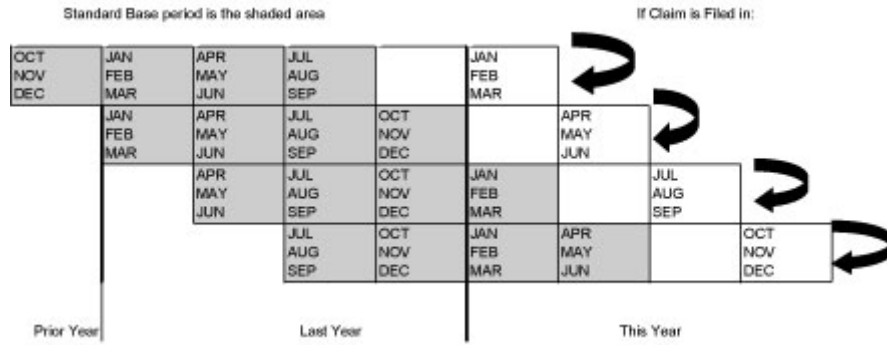 Standard Base period is the shaded area If Claim is Filed in:
OCT JAN APR JUL JAN
NOV FEB MAY AUG FEB
DEC MAR JUN SEP MAR
JAN APR JUL OCT APR
FEB MAY AUG NOV MAY
MAR JUN SEP DEC JUN
APR JUL OCT JAN JUL
MAY AUG NOV FEB AUG
JUN SEP DEC MAR SEP
JUL OCT JAN APR OCT
AUG NOV FEB MAY NOV
SEP DEC MAR JUN DEC
Prior Year Last Year This Year